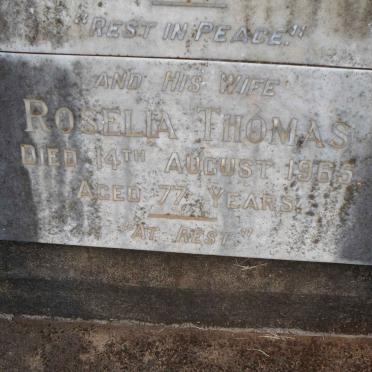 "REST IN PEACE."
AND HIS WIFE
ROSELIA THOMAS
DIED 14TH AUGUST 1965
AGED 77 YEARS.
"AT REST"